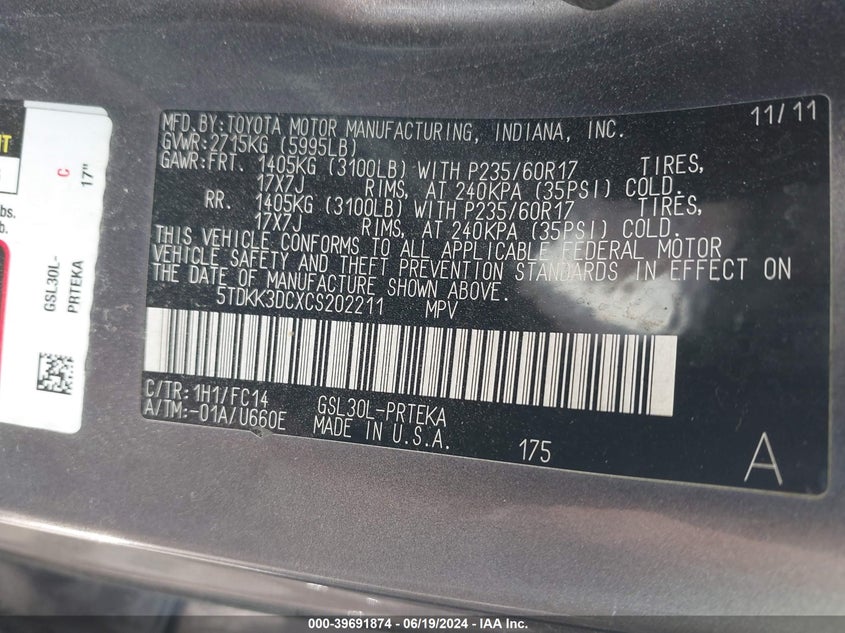 MFD.BY:TOYOTA MOTOR MANUFACTURING, INDIANA, INC. 11/11
GVWR:2715KG (5995LB)
GAWR:FRT. 1405KG (3100LB) WITH P235/60R17 TIRES,
17X7J RIMS, AT 240KPA (35PSI) COLD.
RR. 1405KG (3100LB) WITH P235/60R17 TIRES,
17X7J RIMS, AT 240KPA (35PSI) COLD.
THIS VEHICLE CONFORMS TO ALL APPLICABLE FEDERAL MOTOR
VEHICLE SAFETY AND THEFT PREVENTION STANDARDS IN EFFECT ON
THE DATE OF MANUFACTURE SHOWN ABOVE.
5TDKK3DCXCS202211 MPV
C/TR:1H1/FC14
A/TM:-01A/U660E
GSL30L-PRTEKA
MADE IN U.S.A.
175
A
GSL30L-
PRTEKA
C
17"
lbs.
b.
000-39691874 / 06/19/2024 - IAA Inc.